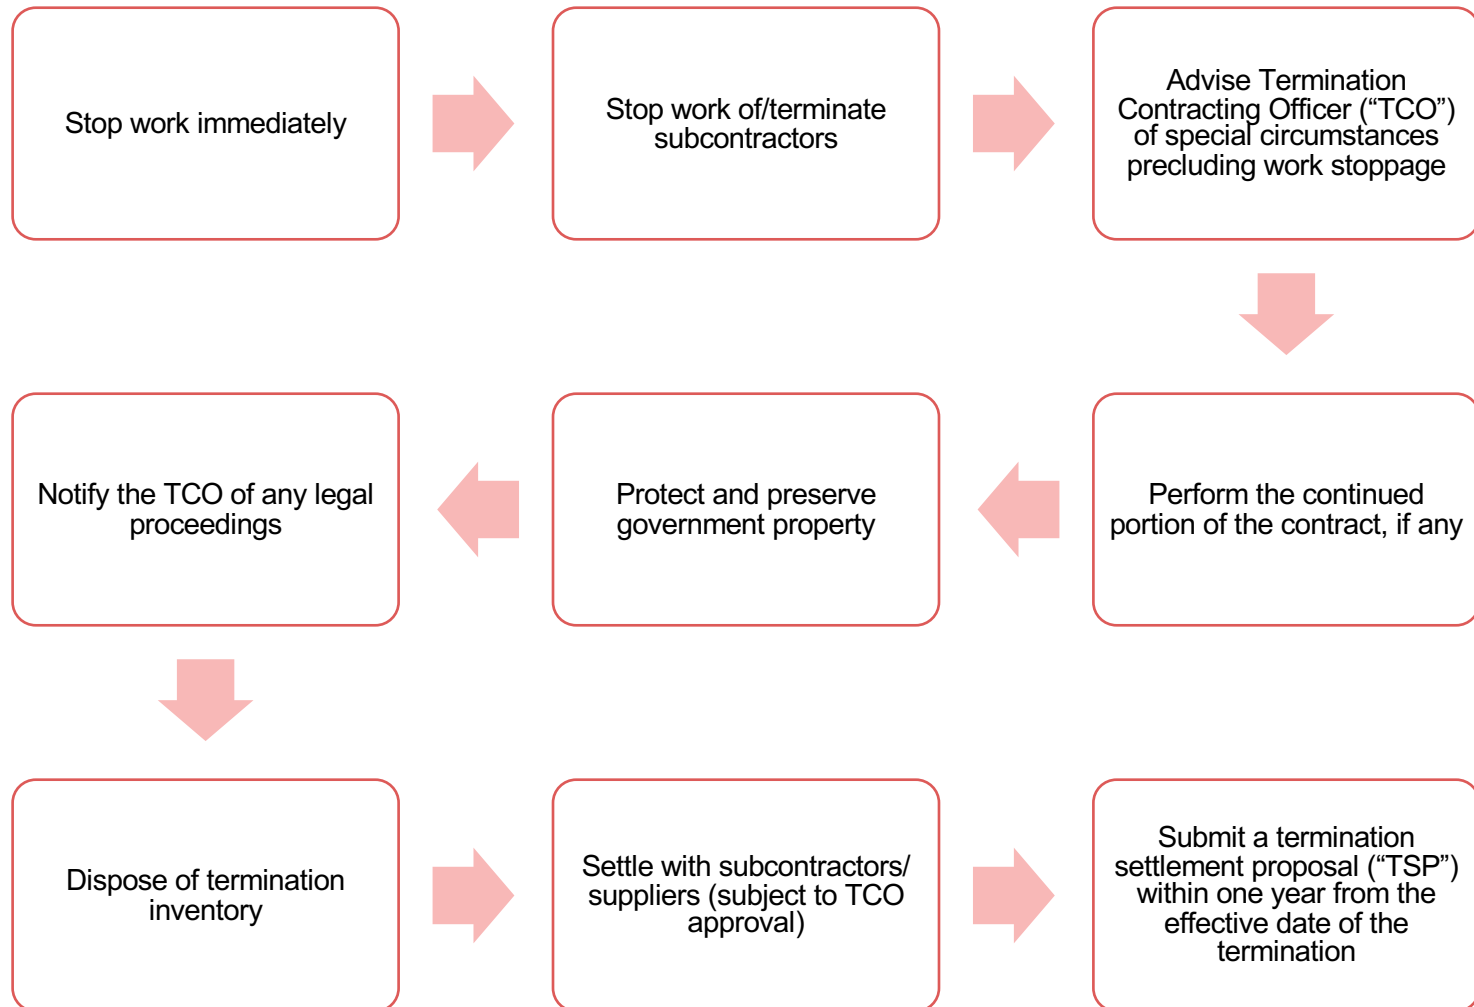 Stop work immediately
Stop work of/terminate
subcontractors
Advise Termination
Contracting Officer (“TCO”)
of special circumstances
precluding work stoppage
Perform the continued
portion of the contract, if any
Protect and preserve
government property
Notify the TCO of any legal
proceedings
Dispose of termination
inventory
Settle with subcontractors/
suppliers (subject to TCO
approval)
Submit a termination
settlement proposal (“TSP”)
within one year from the
effective date of the
termination